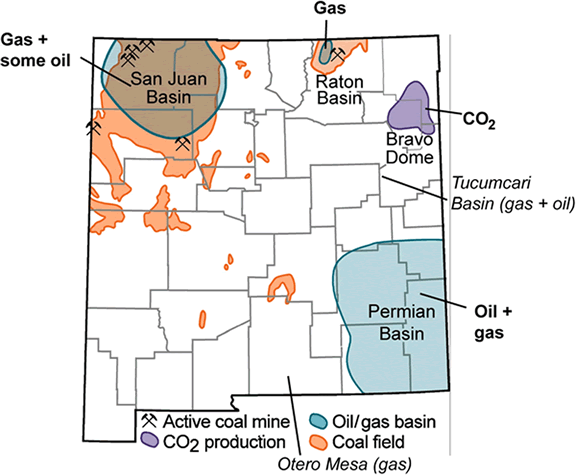 Gas
Gas +
some oil
San Juan
Basin
Raton
Basin
CO2
Bravo
Dome
Tucumcari
Basin (gas + oil)
Permian
Basin
Oil +
gas
Active coal mine
Oil/gas basin
CO2 production
Coal field
Otero Mesa (gas)